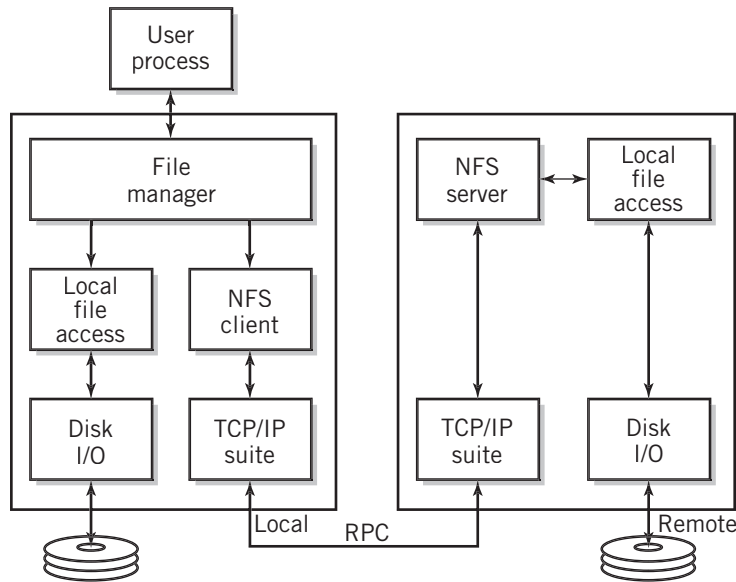 User
process
File
manager
Local
file
access
NFS
client
Disk
I/O
TCP/IP
suite
Local
RPC
NFS
server
Local
file
access
TCP/IP
suite
Disk
I/O
Remote